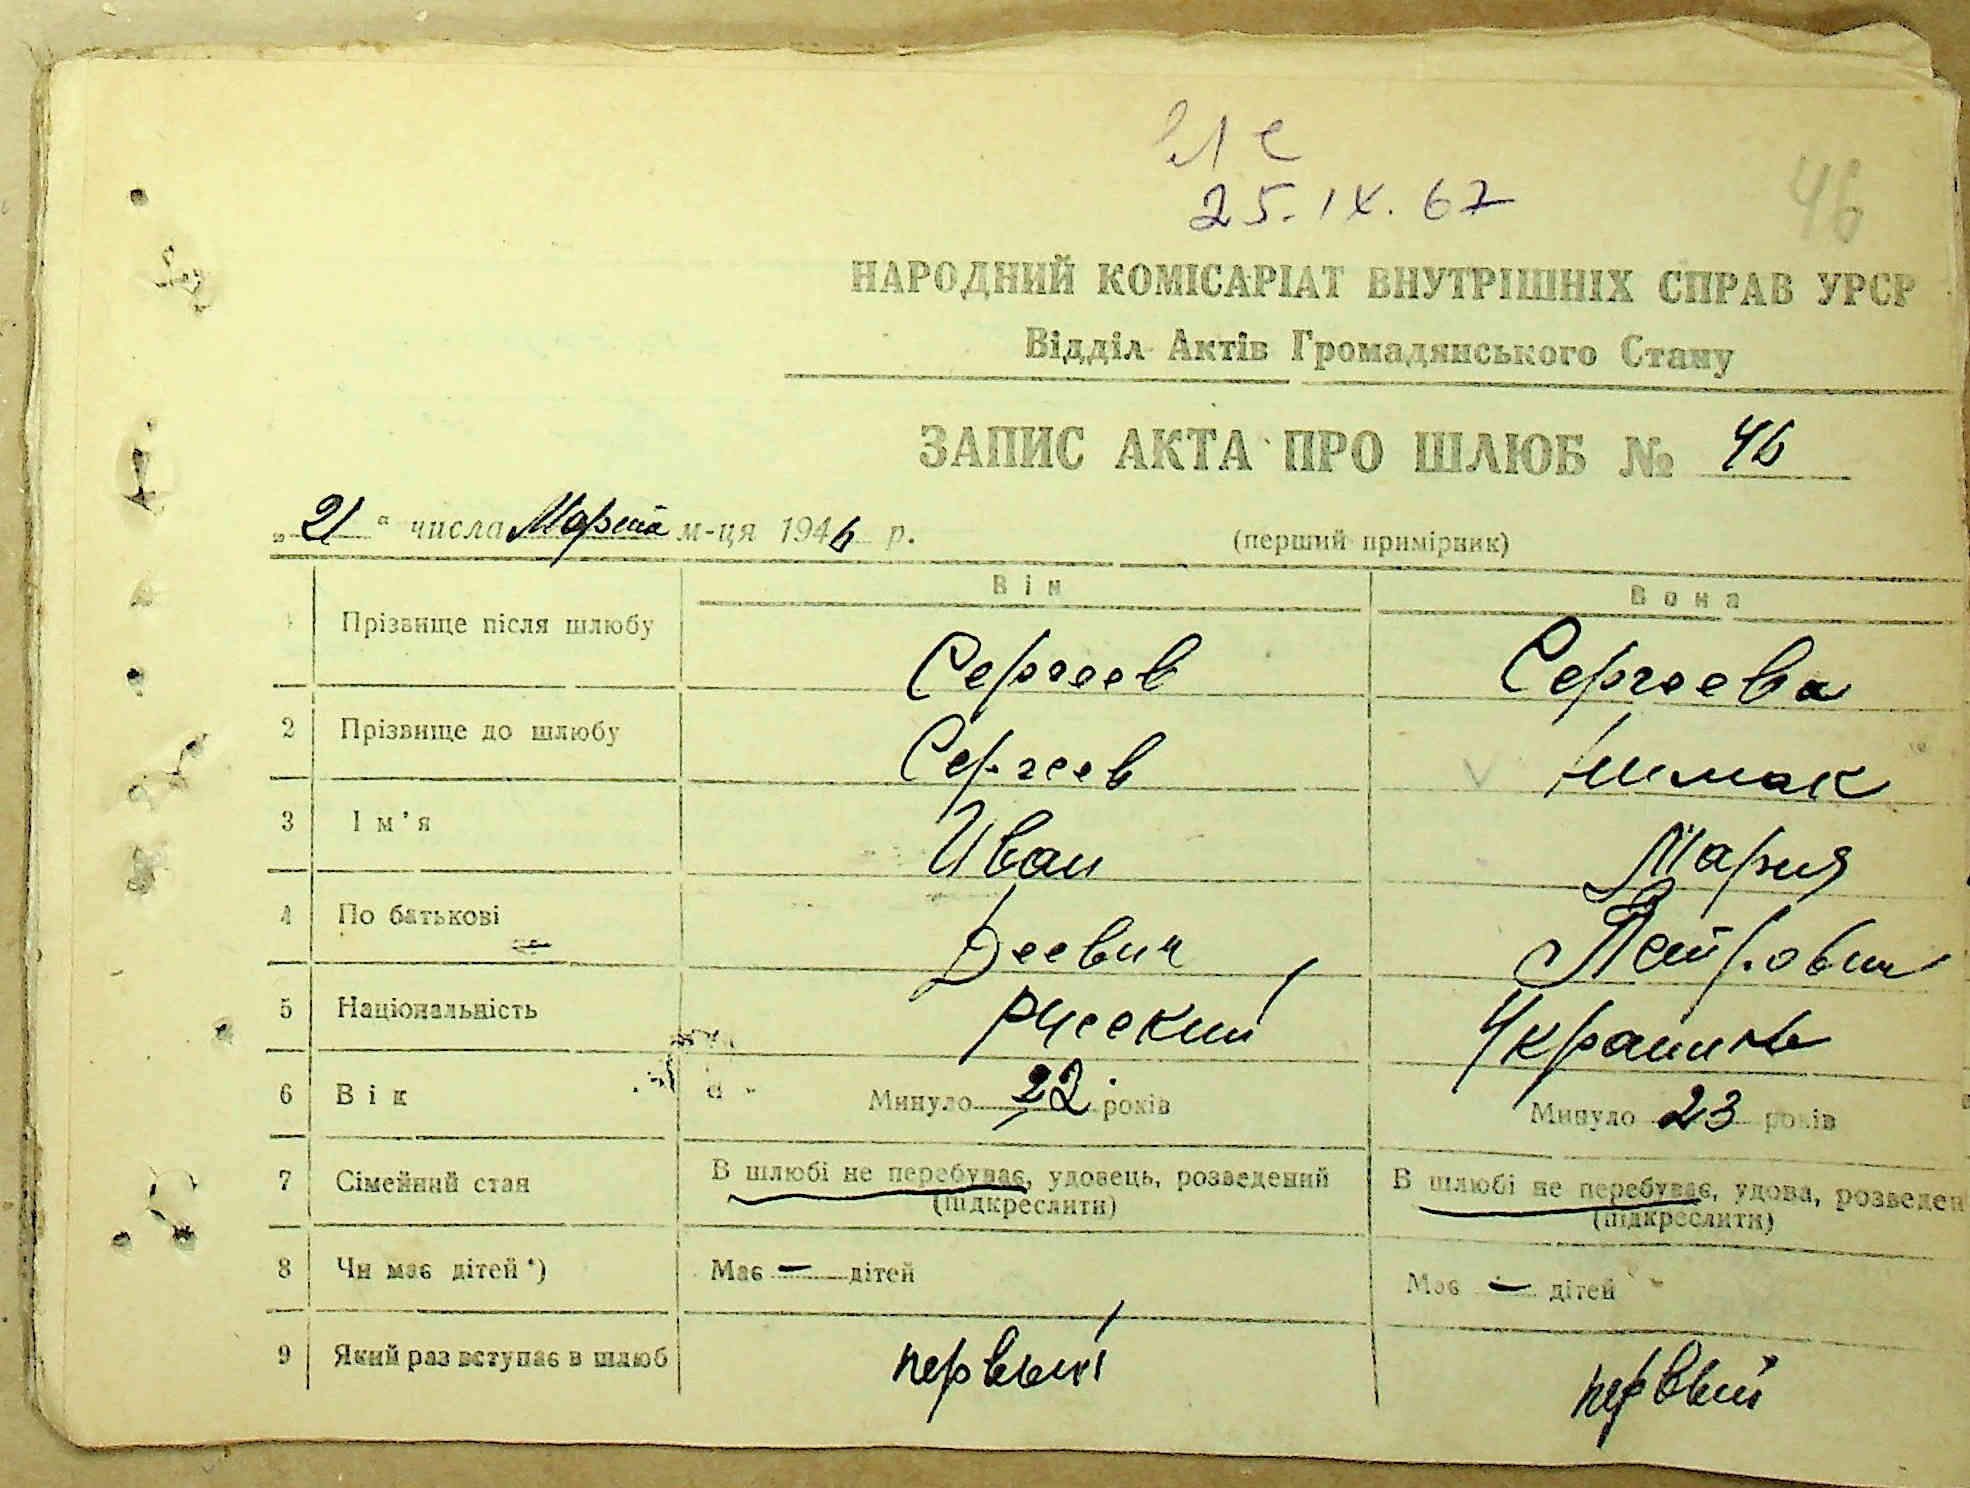 25.IX.67
46
НАРОДНИЙ КОМІСАРІАТ ВНУТРІШНІХ СПРАВ УРСР
Відділ Актів Громадянського Стану
ЗАПИС АКТА ПРО ШЛЮБ № 46
„21“ числа Марта м-ця 1946 р. (перший примірник)
Він Вона
1 Прізвище після шлюбу Сергеев Сергеева
2 Прізвище до шлюбу Сергеев
3 Ім'я Иван Мария
4 По батькові Петрович
5 Національність русский Украинка
6 Вік Минуло 22 років Минуло 23 років
7 Сімейний стан В шлюбі не перебуває, удовець, розведений В шлюбі не перебуває, удова, розведен
(підкреслити) (підкреслити)
8 Чи має дітей*) Має — дітей Має — дітей
9 Який раз вступає в шлюб первый первый